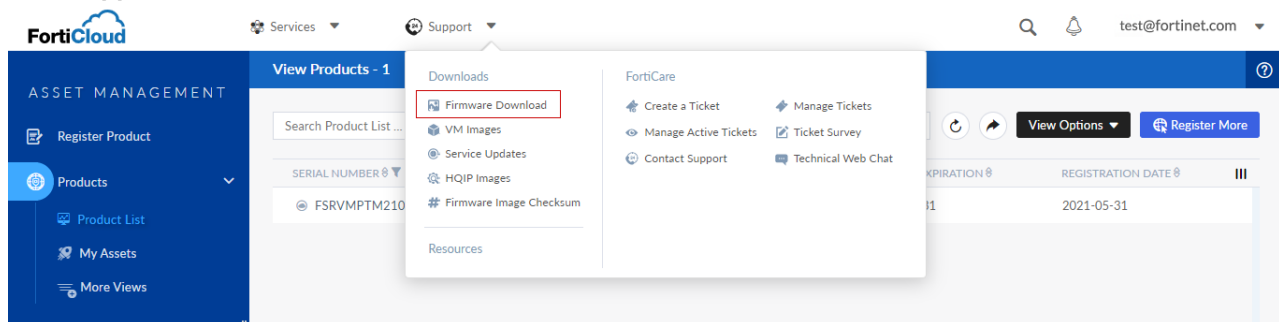 FortiCloud
Services
Support
test@fortinet.com
ASSET MANAGEMENT
Register Product
Products
Product List
My Assets
More Views
View Products - 1
Downloads
Firmware Download
VM Images
Service Updates
HQIP Images
Firmware Image Checksum
Resources
FortiCare
Create a Ticket
Manage Tickets
Manage Active Tickets
Ticket Survey
Contact Support
Technical Web Chat
Search Product List ...
View Options
Register More
SERIAL NUMBER
XPIRATION
REGISTRATION DATE
FSRVMPTM210
31
2021-05-31